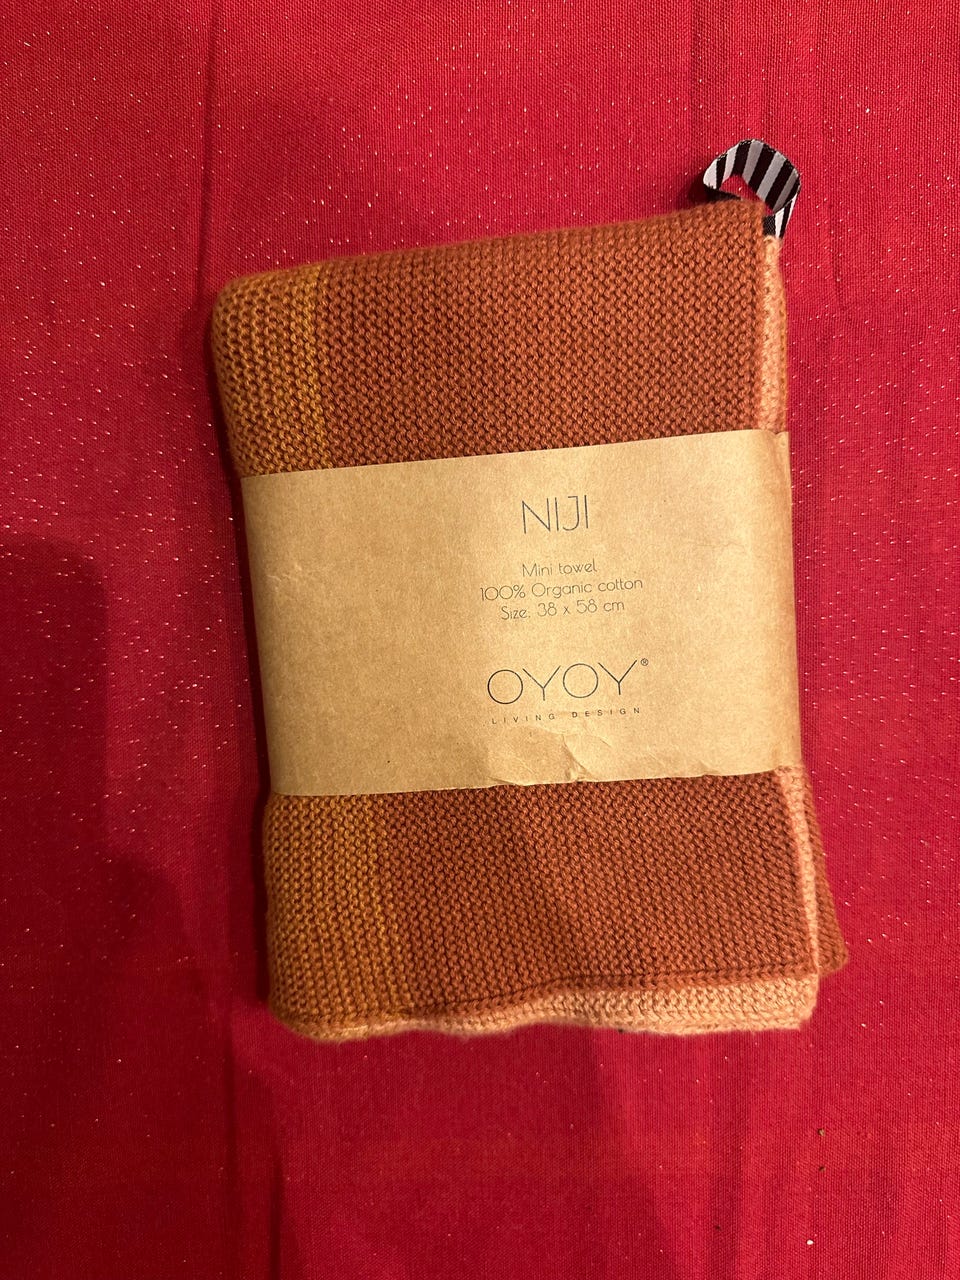 NIJI
Mini towel
100% Organic cotton
Size: 38 x 58 cm
OYOY®
LIVING DESIGN